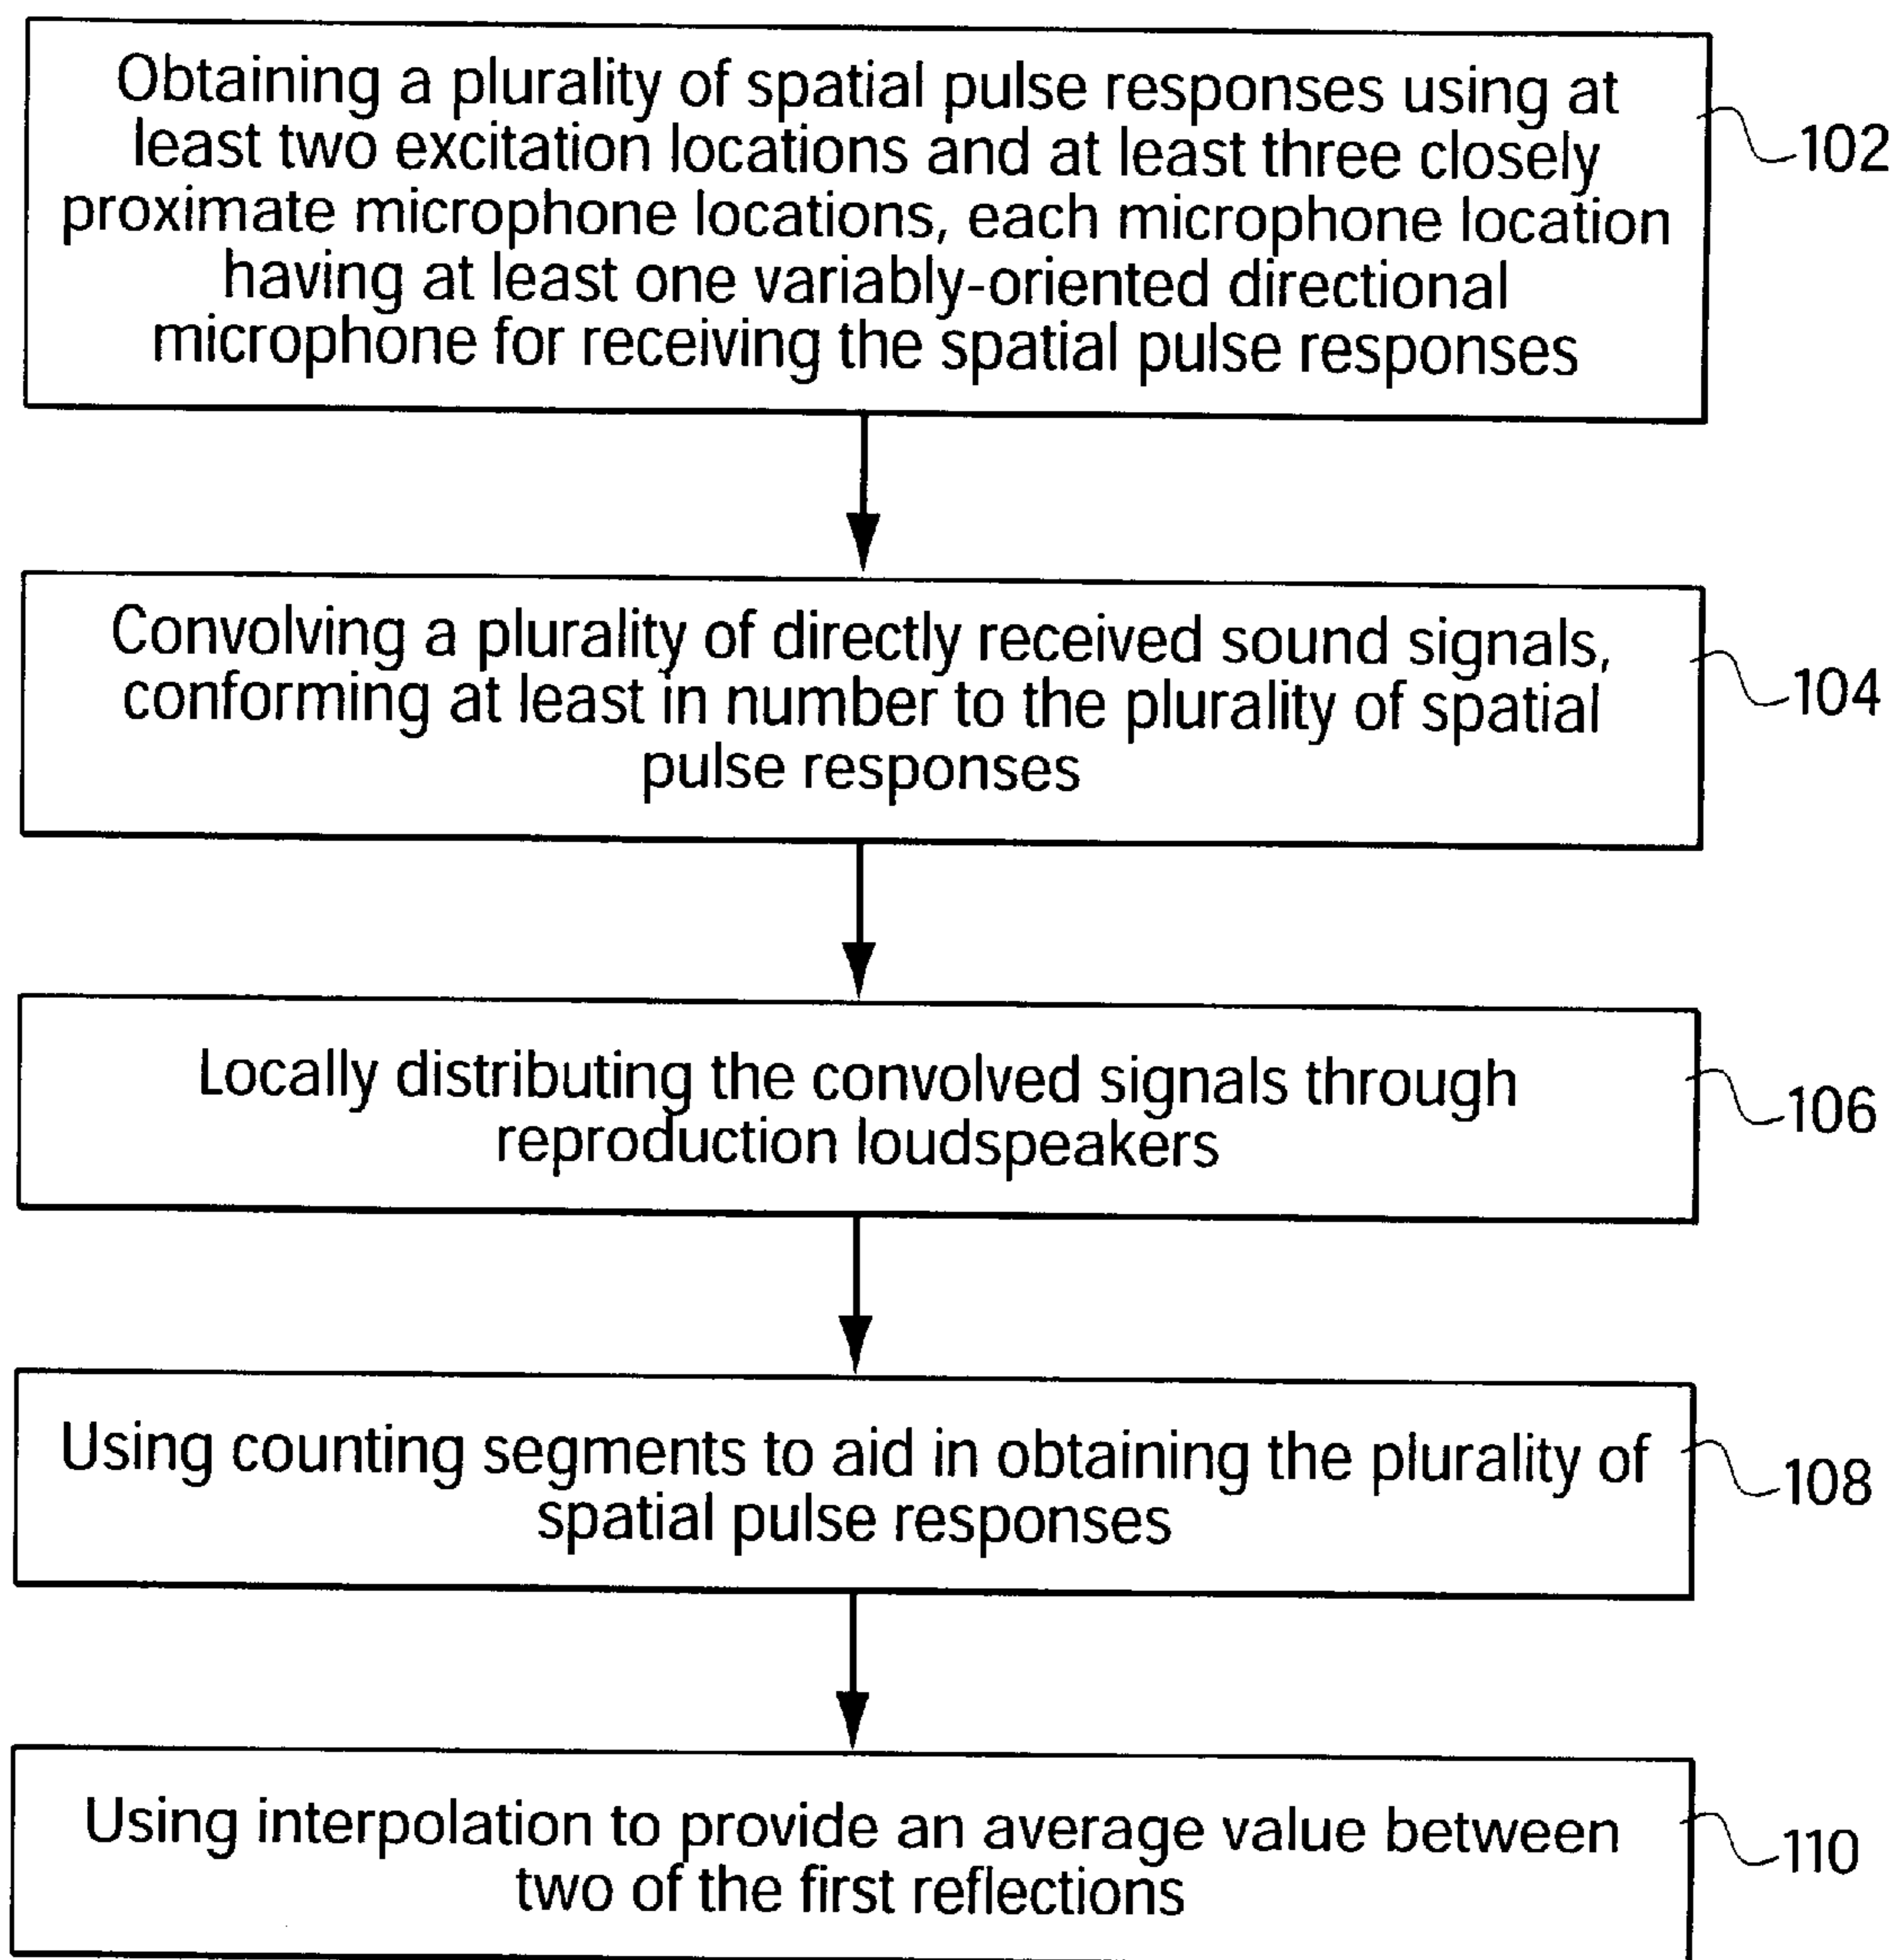 Obtaining a plurality of spatial pulse responses using at
least two excitation locations and at least three closely
proximate microphone locations, each microphone location
having at least one variably-oriented directional
microphone for receiving the spatial pulse responses
102
Convolving a plurality of directly received sound signals,
conforming at least in number to the plurality of spatial
pulse responses
104
Locally distributing the convolved signals through
reproduction loudspeakers
106
Using counting segments to aid in obtaining the plurality of
spatial pulse responses
108
Using interpolation to provide an average value between
two of the first reflections
110